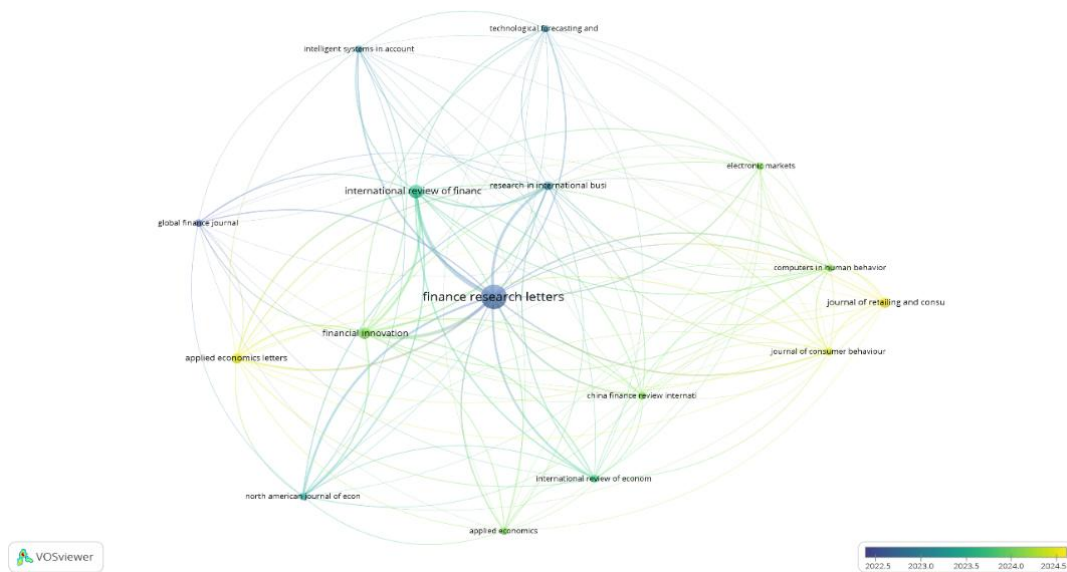 technological forecasting and
intelligent systems in account
electronic markets
international review of financ
research in international busi
global finance journal
computers in human behavior
finance research letters
journal of retailing and consu
financial innovation
applied economics letters
journal of consumer behaviour
china finance review internati
international review of econom
north american journal of econ
applied economics
VOSviewer
2022.5 2023.0 2023.5 2024.0 2024.5